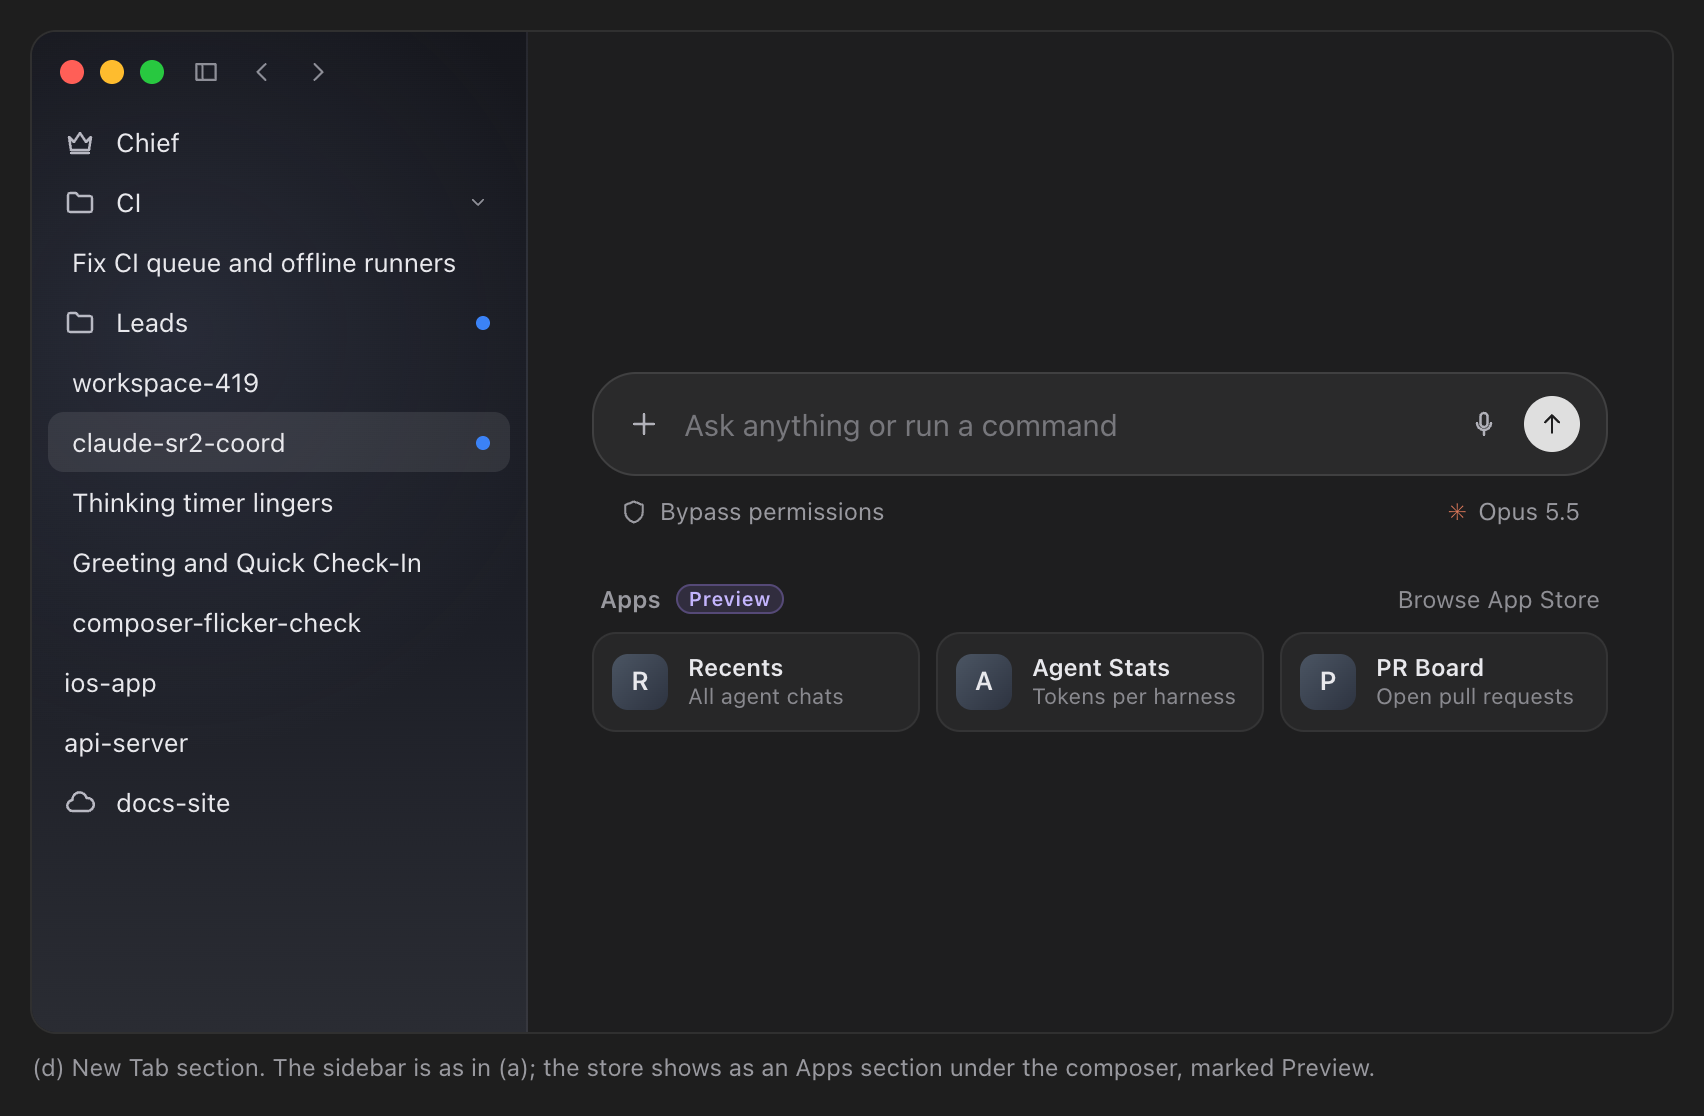 Chief
CI
Fix CI queue and offline runners
Leads
workspace-419
claude-sr2-coord
Thinking timer lingers
Greeting and Quick Check-In
composer-flicker-check
ios-app
api-server
docs-site
Ask anything or run a command
Bypass permissions
Opus 5.5
Apps
Preview
Browse App Store
R
Recents
All agent chats
A
Agent Stats
Tokens per harness
P
PR Board
Open pull requests
(d) New Tab section. The sidebar is as in (a); the store shows as an Apps section under the composer, marked Preview.